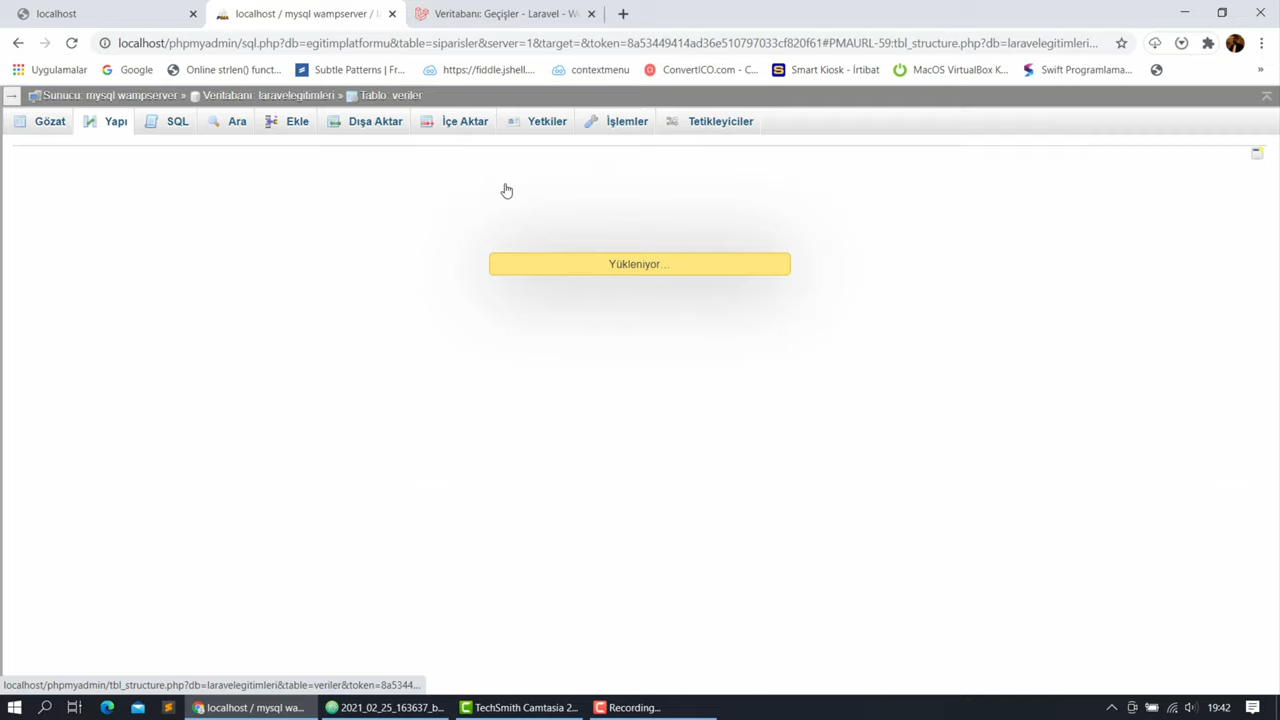 localhost
localhost / mysql wampserver / l
Veritabanı: Geçişler - Laravel - W
localhost/phpmyadmin/sql.php?db=egitimplatformu&table=siparisler&server=1&target=&token=8a53449414ad36e510797033cf820f61#PMAURL-59:tbl_structure.php?db=laravelegitimleri...
Uygulamalar
Google
Online strlen() funct...
Subtle Patterns | Fr...
https://fiddle.jshell....
contextmenu
ConvertICO.com - C...
Smart Kiosk - İrtibat
MacOS VirtualBox K...
Swift Programlama...
»
Sunucu: mysql wampserver » Veritabanı: laravelegitimleri » Tablo: veriler
Gözat
Yapı
SQL
Ara
Ekle
Dışa Aktar
İçe Aktar
Yetkiler
İşlemler
Tetikleyiciler
Yükleniyor...
localhost/phpmyadmin/tbl_structure.php?db=laravelegitimleri&table=veriler&token=8a5344...
localhost / mysql wa...
2021_02_25_163637_b...
TechSmith Camtasia 2...
Recording...
19:42